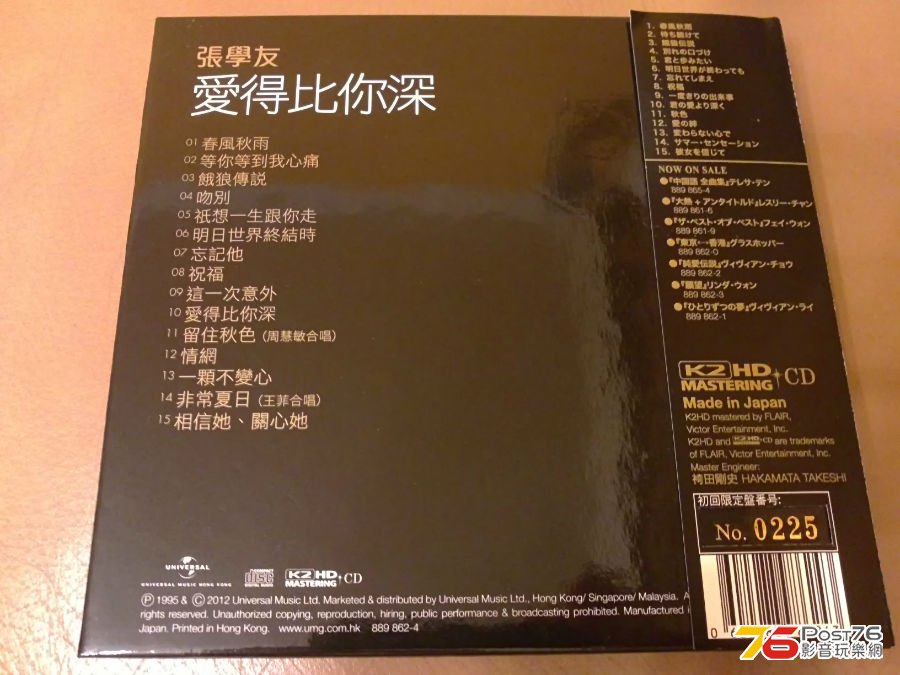 張學友
愛得比你深
01 春風秋雨
02 等你等到我心痛
03 餓狼傳説
04 吻別
05 祇想一生跟你走
06 明日世界終結時
07 忘記他
08 祝福
09 這一次意外
10 愛得比你深
11 留住秋色 (周慧敏合唱)
12 情網
13 一顆不變心
14 非常夏日 (王菲合唱)
15 相信她、關心她
UNIVERSAL
UNIVERSAL MUSIC HONG KONG
COMPACT
disc
DIGITAL AUDIO
K2 HD
MASTERING + CD
Ⓟ 1995 & Ⓒ 2012 Universal Music Ltd. Marketed & distributed by Universal Music Ltd., Hong Kong/ Singapore/ Malaysia. A
rights reserved. Unauthorized copying, reproduction, hiring, public performance & broadcasting prohibited. Manufactured i
Japan. Printed in Hong Kong. www.umg.com.hk 889 862-4
1. 春風秋雨
2. 待ち続けて
3. 餓狼伝説
4. 別れの口づけ
5. 君と歩みたい
6. 明日世界が終わっても
7. 忘れてしまえ
8. 祝福
9. 一度きりの出来事
10. 君の愛より深く
11. 秋色
12. 愛の絆
13. 変わらない心で
14. サマー・センセーション
15. 彼女を信じて
NOW ON SALE
●『中国語 全曲集』テレサ・テン
889 865-4
●『大熱 + アンタイトルド』レスリー・チャン
889 861-6
●『ザ・ベスト・オブ・ベスト』フェイ・ウォン
889 861-9
●『東京←→香港』グラスホッパー
889 862-0
●『純愛伝説』ヴィヴィアン・チョウ
889 862-2
●『願望』リンダ・ウォン
889 862-3
●『ひとりずつの夢』ヴィヴィアン・ライ
889 862-1
K2 HD
MASTERING + CD
Made in Japan
K2HD mastered by FLAIR,
Victor Entertainment, Inc.
K2HD and K2HD MASTERING + CD are trademarks
of FLAIR, Victor Entertainment, Inc.
Master Engineer:
袴田剛史 HAKAMATA TAKESHI
初回限定盤番号:
No. 0225
76 POST76
影音玩樂網